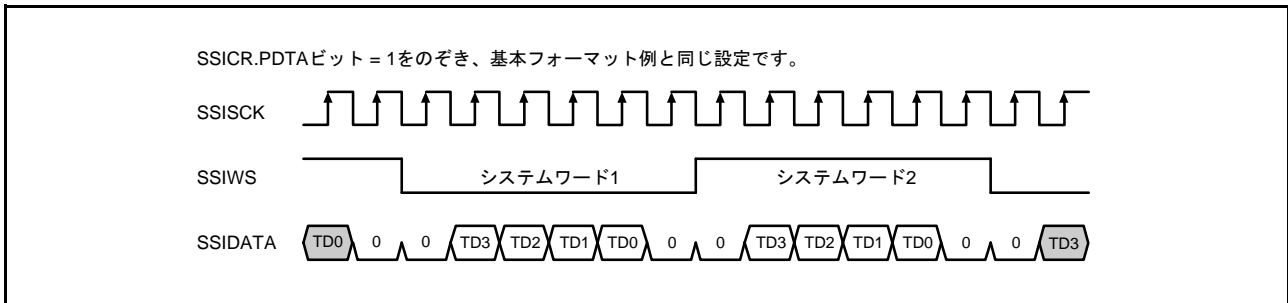 SSICR.PDTAビット = 1をのぞき、基本フォーマット例と同じ設定です。
SSISCK
SSIWS システムワード1 システムワード2
SSIDATA TD0 0 0 TD3 TD2 TD1 TD0 0 0 TD3 TD2 TD1 TD0 0 0 TD3